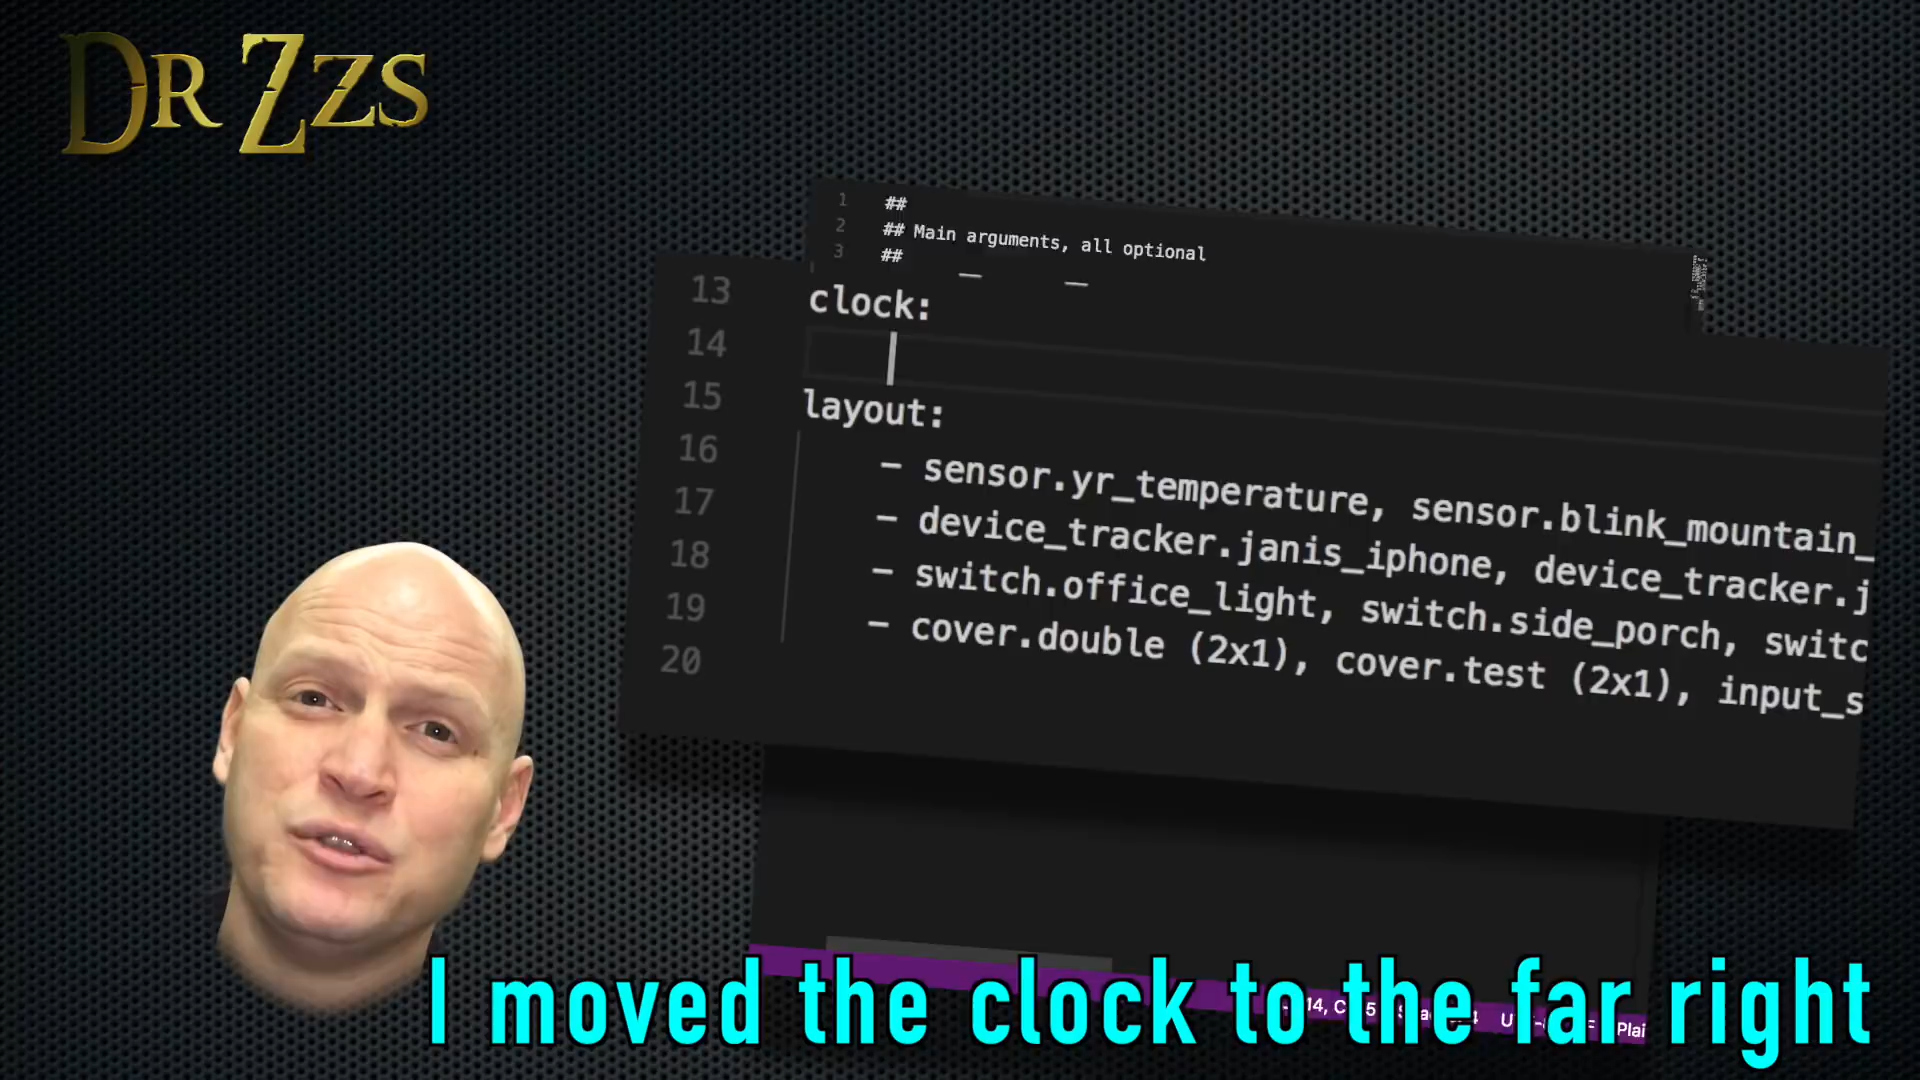 DR ZZS
1 ##
2 ## Main arguments, all optional
3 ##
13 clock:
14
15 layout:
16 - sensor.yr_temperature, sensor.blink_mountain_
17 - device_tracker.janis_iphone, device_tracker.j
18 - switch.office_light, switch.side_porch, switc
19 - cover.double (2x1), cover.test (2x1), input_s
20
I moved the clock to the far right
Plai